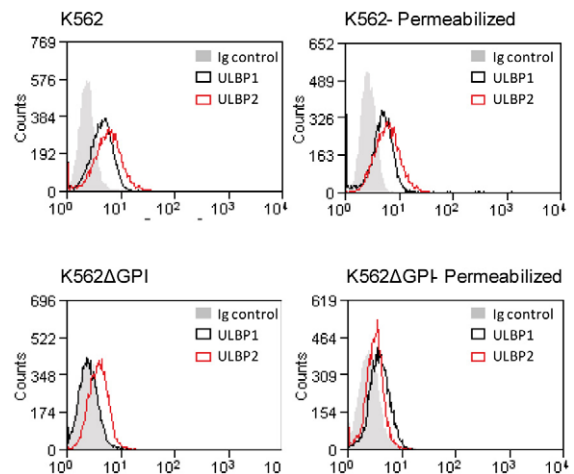 K562
769
576
384
192
0
Counts
Ig control
ULBP1
ULBP2
10⁰ 10¹ 10² 10³ 10⁴
K562- Permeabilized
652
489
326
163
0
Counts
Ig control
ULBP1
ULBP2
10⁰ 10¹ 10² 10³ 10⁴
K562ΔGPI
696
522
348
174
0
Counts
Ig control
ULBP1
ULBP2
10⁰ 10¹ 10² 10³ 10⁴
K562ΔGPI- Permeabilized
619
464
309
154
0
Counts
Ig control
ULBP1
ULBP2
10⁰ 10¹ 10² 10³ 10⁴